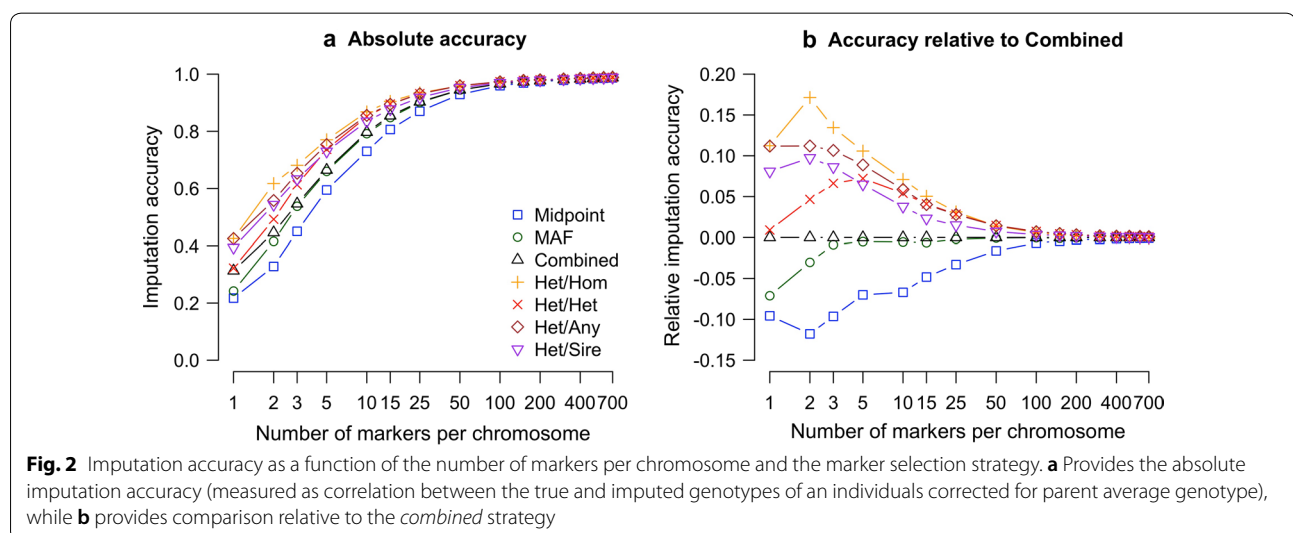 a Absolute accuracy
Imputation accuracy
1.0
0.8
0.6
0.4
0.2
0.0
Midpoint
MAF
Combined
Het/Hom
Het/Het
Het/Any
Het/Sire
1 2 3 5 10 15 25 50 100 200 400 700
Number of markers per chromosome
b Accuracy relative to Combined
Relative imputation accuracy
0.20
0.15
0.10
0.05
0.00
-0.05
-0.10
-0.15
1 2 3 5 10 15 25 50 100 200 400 700
Number of markers per chromosome
Fig. 2 Imputation accuracy as a function of the number of markers per chromosome and the marker selection strategy. a Provides the absolute
imputation accuracy (measured as correlation between the true and imputed genotypes of an individuals corrected for parent average genotype),
while b provides comparison relative to the combined strategy